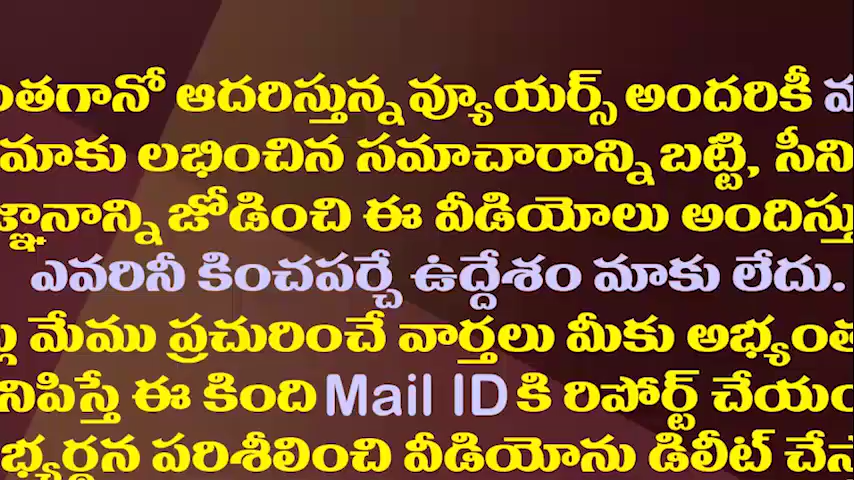 ంతగానో ఆదరిస్తున్న వ్యూయర్స్ అందరికీ
మాకు లభించిన సమాచారాన్ని బట్టి, సీని
జ్ఞానాన్ని జోడించి ఈ వీడియోలు అందిస్తు
ఎవరినీ కించపర్చే ఉద్దేశం మాకు లేదు.
మేము ప్రచురించే వార్తలు మీకు అభ్యంత
నిపిస్తే ఈ కింది Mail ID కి రిపోర్ట్ చేయం
భ్యర్థన పరిశీలించి వీడియోను డిలీట్ చే